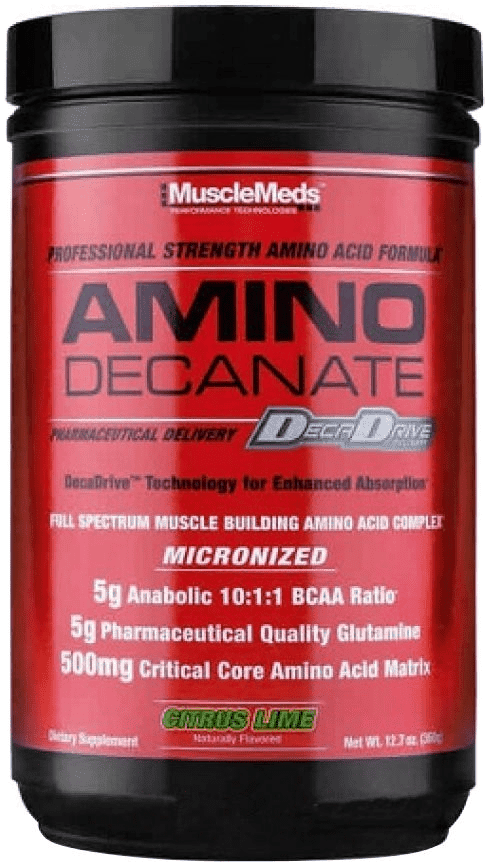 MuscleMeds
PERFORMANCE TECHNOLOGIES
PROFESSIONAL STRENGTH AMINO ACID FORMULA
AMINO
DECANATE
PHARMACEUTICAL DELIVERY DECADRIVE
DecaDrive™ Technology for Enhanced Absorption*
FULL SPECTRUM MUSCLE BUILDING AMINO ACID COMPLEX
MICRONIZED
5g Anabolic 10:1:1 BCAA Ratio*
5g Pharmaceutical Quality Glutamine
500mg Critical Core Amino Acid Matrix
CITRUS LIME
Naturally Flavored
Dietary Supplement Net Wt. 12.7 oz. (360g)